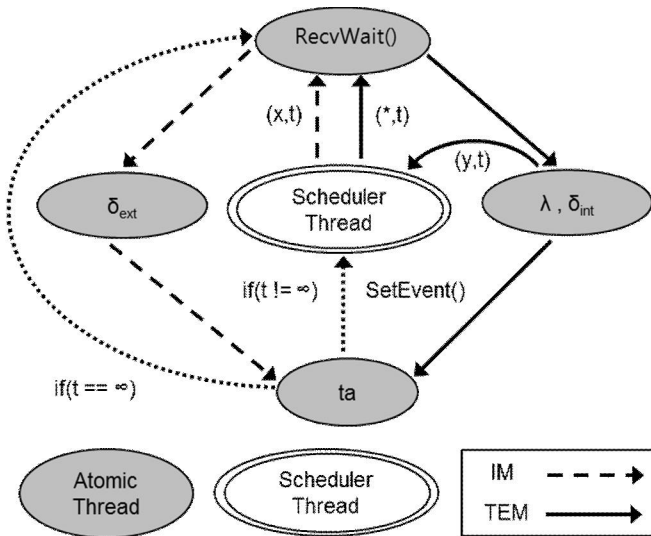 RecvWait()
(x,t)
(*,t)
(y,t)
δext
Scheduler
Thread
λ , δint
if(t != ∞)
SetEvent()
if(t == ∞)
ta
Atomic
Thread
Scheduler
Thread
IM
TEM